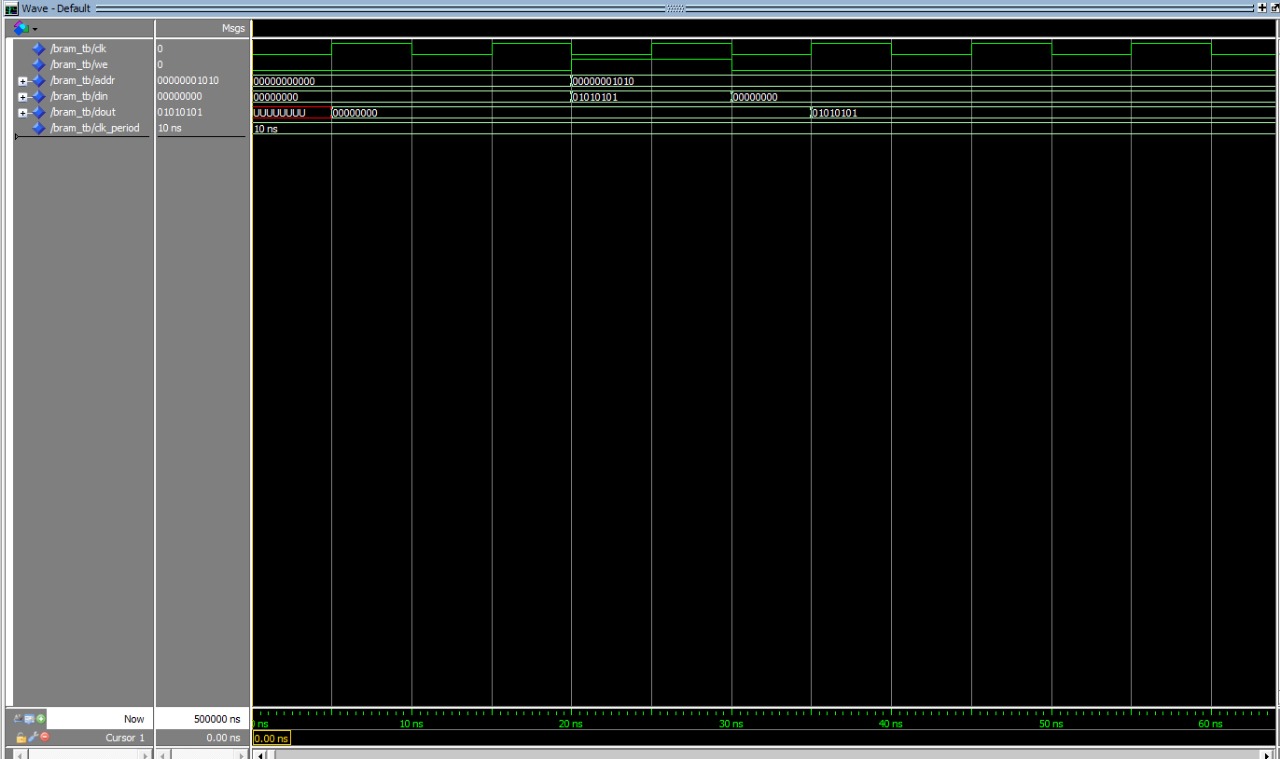 Wave - Default
Msgs
/bram_tb/clk 0
/bram_tb/we 0
/bram_tb/addr 00000001010 00000000000 00000001010
/bram_tb/din 00000000 00000000 01010101 00000000
/bram_tb/dout 01010101 UUUUUUUU 00000000 01010101
/bram_tb/clk_period 10 ns 10 ns
Now 500000 ns ns 10 ns 20 ns 30 ns 40 ns 50 ns 60 ns
Cursor 1 0.00 ns 0.00 ns